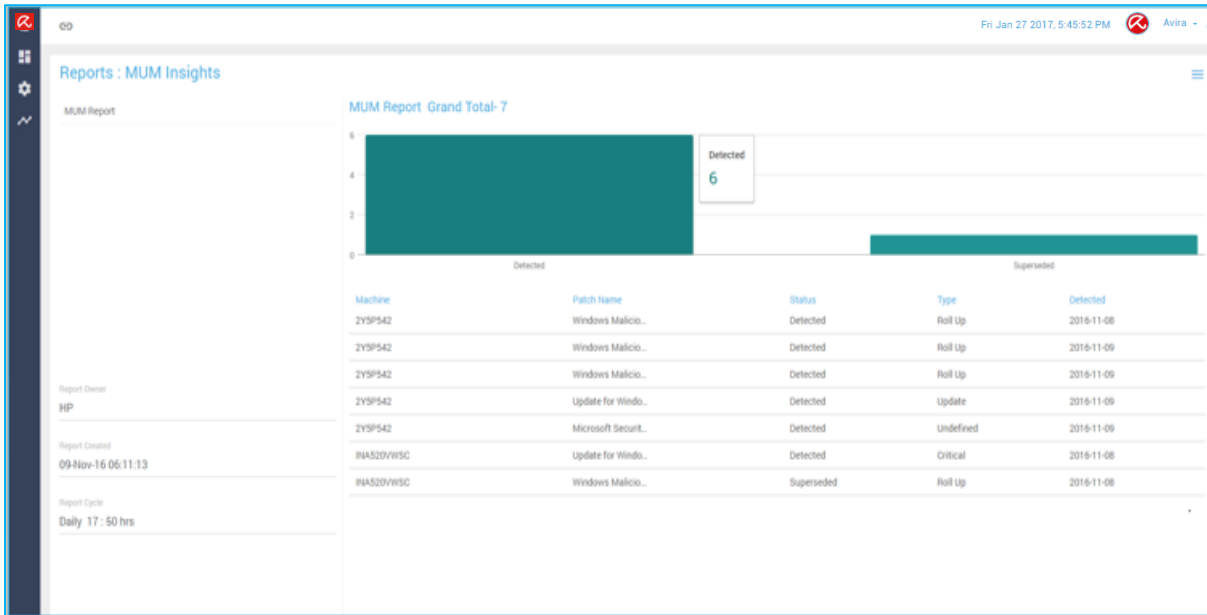 Fri Jan 27 2017, 5:45:52 PM Avira
Reports : MUM Insights
MUM Report
MUM Report Grand Total- 7
6
4
2
0
Detected
6
Detected Superseded
Machine Patch Name Status Type Detected
2Y5P542 Windows Malicio... Detected Roll Up 2016-11-08
2Y5P542 Windows Malicio... Detected Roll Up 2016-11-09
2Y5P542 Windows Malicio... Detected Roll Up 2016-11-09
2Y5P542 Update for Windo... Detected Update 2016-11-09
2Y5P542 Microsoft Securit... Detected Undefined 2016-11-09
INA520VWSC Update for Windo... Detected Critical 2016-11-08
INA520VWSC Windows Malicio... Superseded Roll Up 2016-11-08
Report Owner
HP
Report Created
09-Nov-16 06:11:13
Report Cycle
Daily 17 : 50 hrs